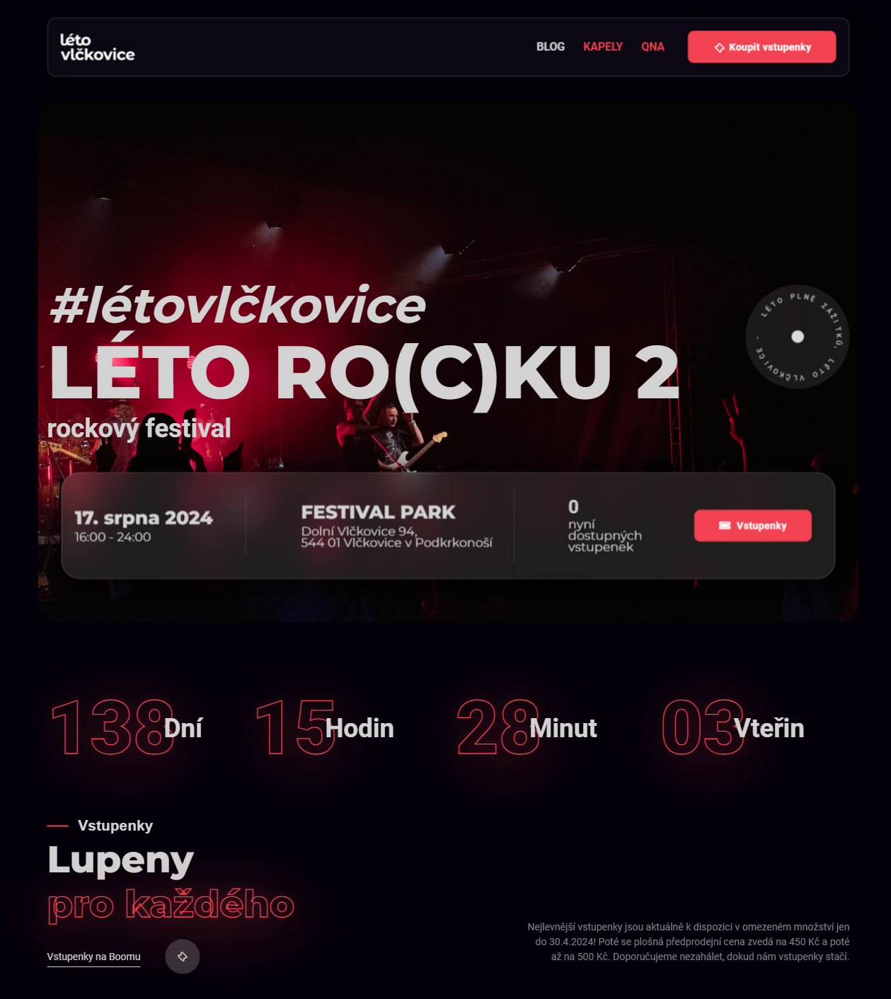 léto
vlčkovice
BLOG
KAPELY
QNA
Koupit vstupenky
#létovlčkovice
LÉTO RO(C)KU 2
rockový festival
LÉTO PLNÉ ZÁŽITKŮ, LÉTO VLČKOVICE -
17. srpna 2024
16:00 - 24:00
FESTIVAL PARK
Dolní Vlčkovice 94,
544 01 Vlčkovice v Podkrkonoší
0
nyní
dostupných
vstupenek
Vstupenky
138 Dní
15 Hodin
28 Minut
03 Vteřin
Vstupenky
Lupeny
pro každého
Vstupenky na Boomu
Nejlevnější vstupenky jsou aktuálně k dispozici v omezeném množství jen
do 30.4.2024! Poté se plošná předprodejní cena zvedá na 450 Kč a poté
až na 500 Kč. Doporučujeme nezahálet, dokud nám vstupenky stačí.